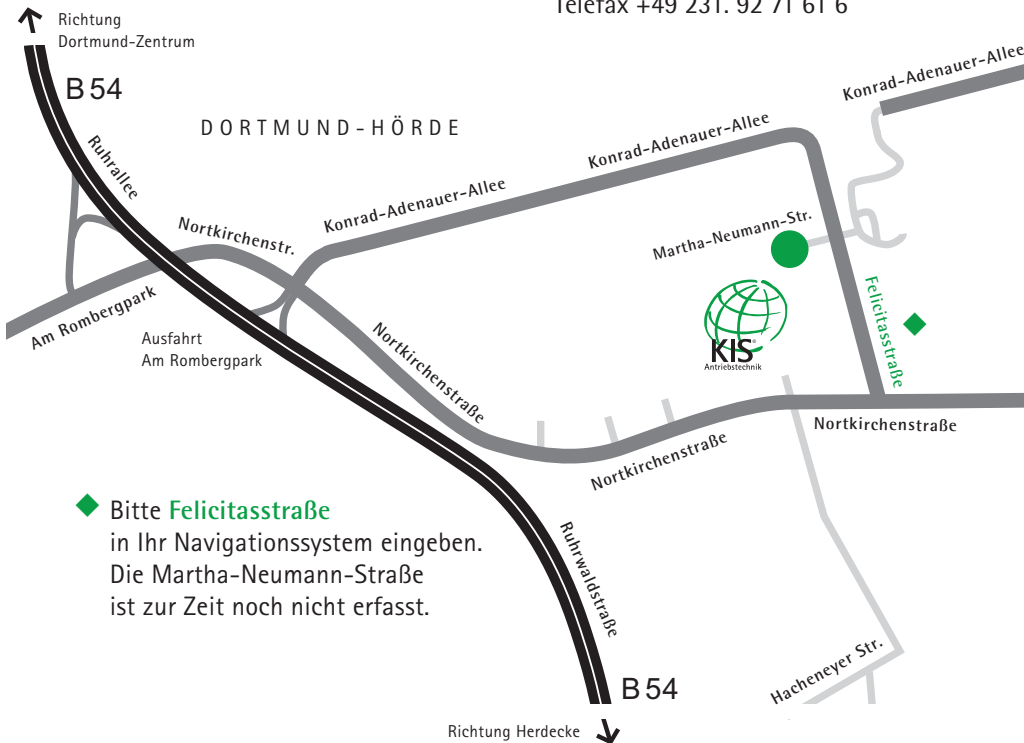 Telefax +49 231. 92 71 61 6
Richtung
Dortmund-Zentrum
B 54
DORTMUND-HÖRDE
Konrad-Adenauer-Allee
Konrad-Adenauer-Allee
Konrad-Adenauer-Allee
Ruhrallee
Nortkirchenstr.
Martha-Neumann-Str.
Am Rombergpark
Ausfahrt
Am Rombergpark
Nortkirchenstraße
KIS
Antriebstechnik
Felicitasstraße
Nortkirchenstraße
Nortkirchenstraße
Bitte Felicitasstraße
in Ihr Navigationssystem eingeben.
Die Martha-Neumann-Straße
ist zur Zeit noch nicht erfasst.
Ruhrwaldstraße
Hacheneyer Str.
B 54
Richtung Herdecke